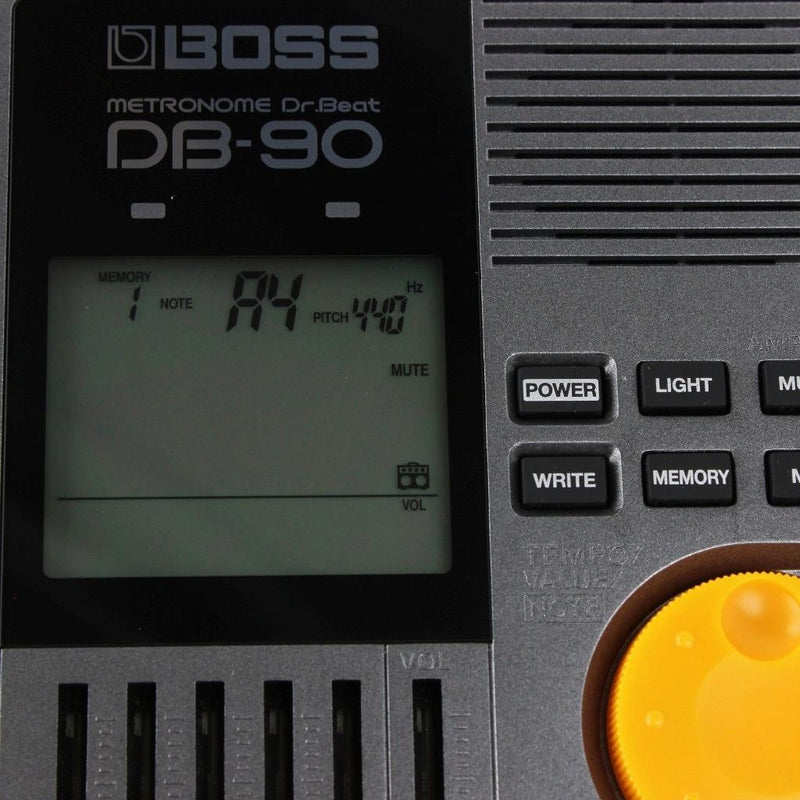 BOSS
METRONOME Dr.Beat
DB-90
MEMORY
1
NOTE
A4
PITCH 440 Hz
MUTE
VOL
POWER
LIGHT
WRITE
MEMORY
TEMPO/
VALUE/
NOTE
VOL